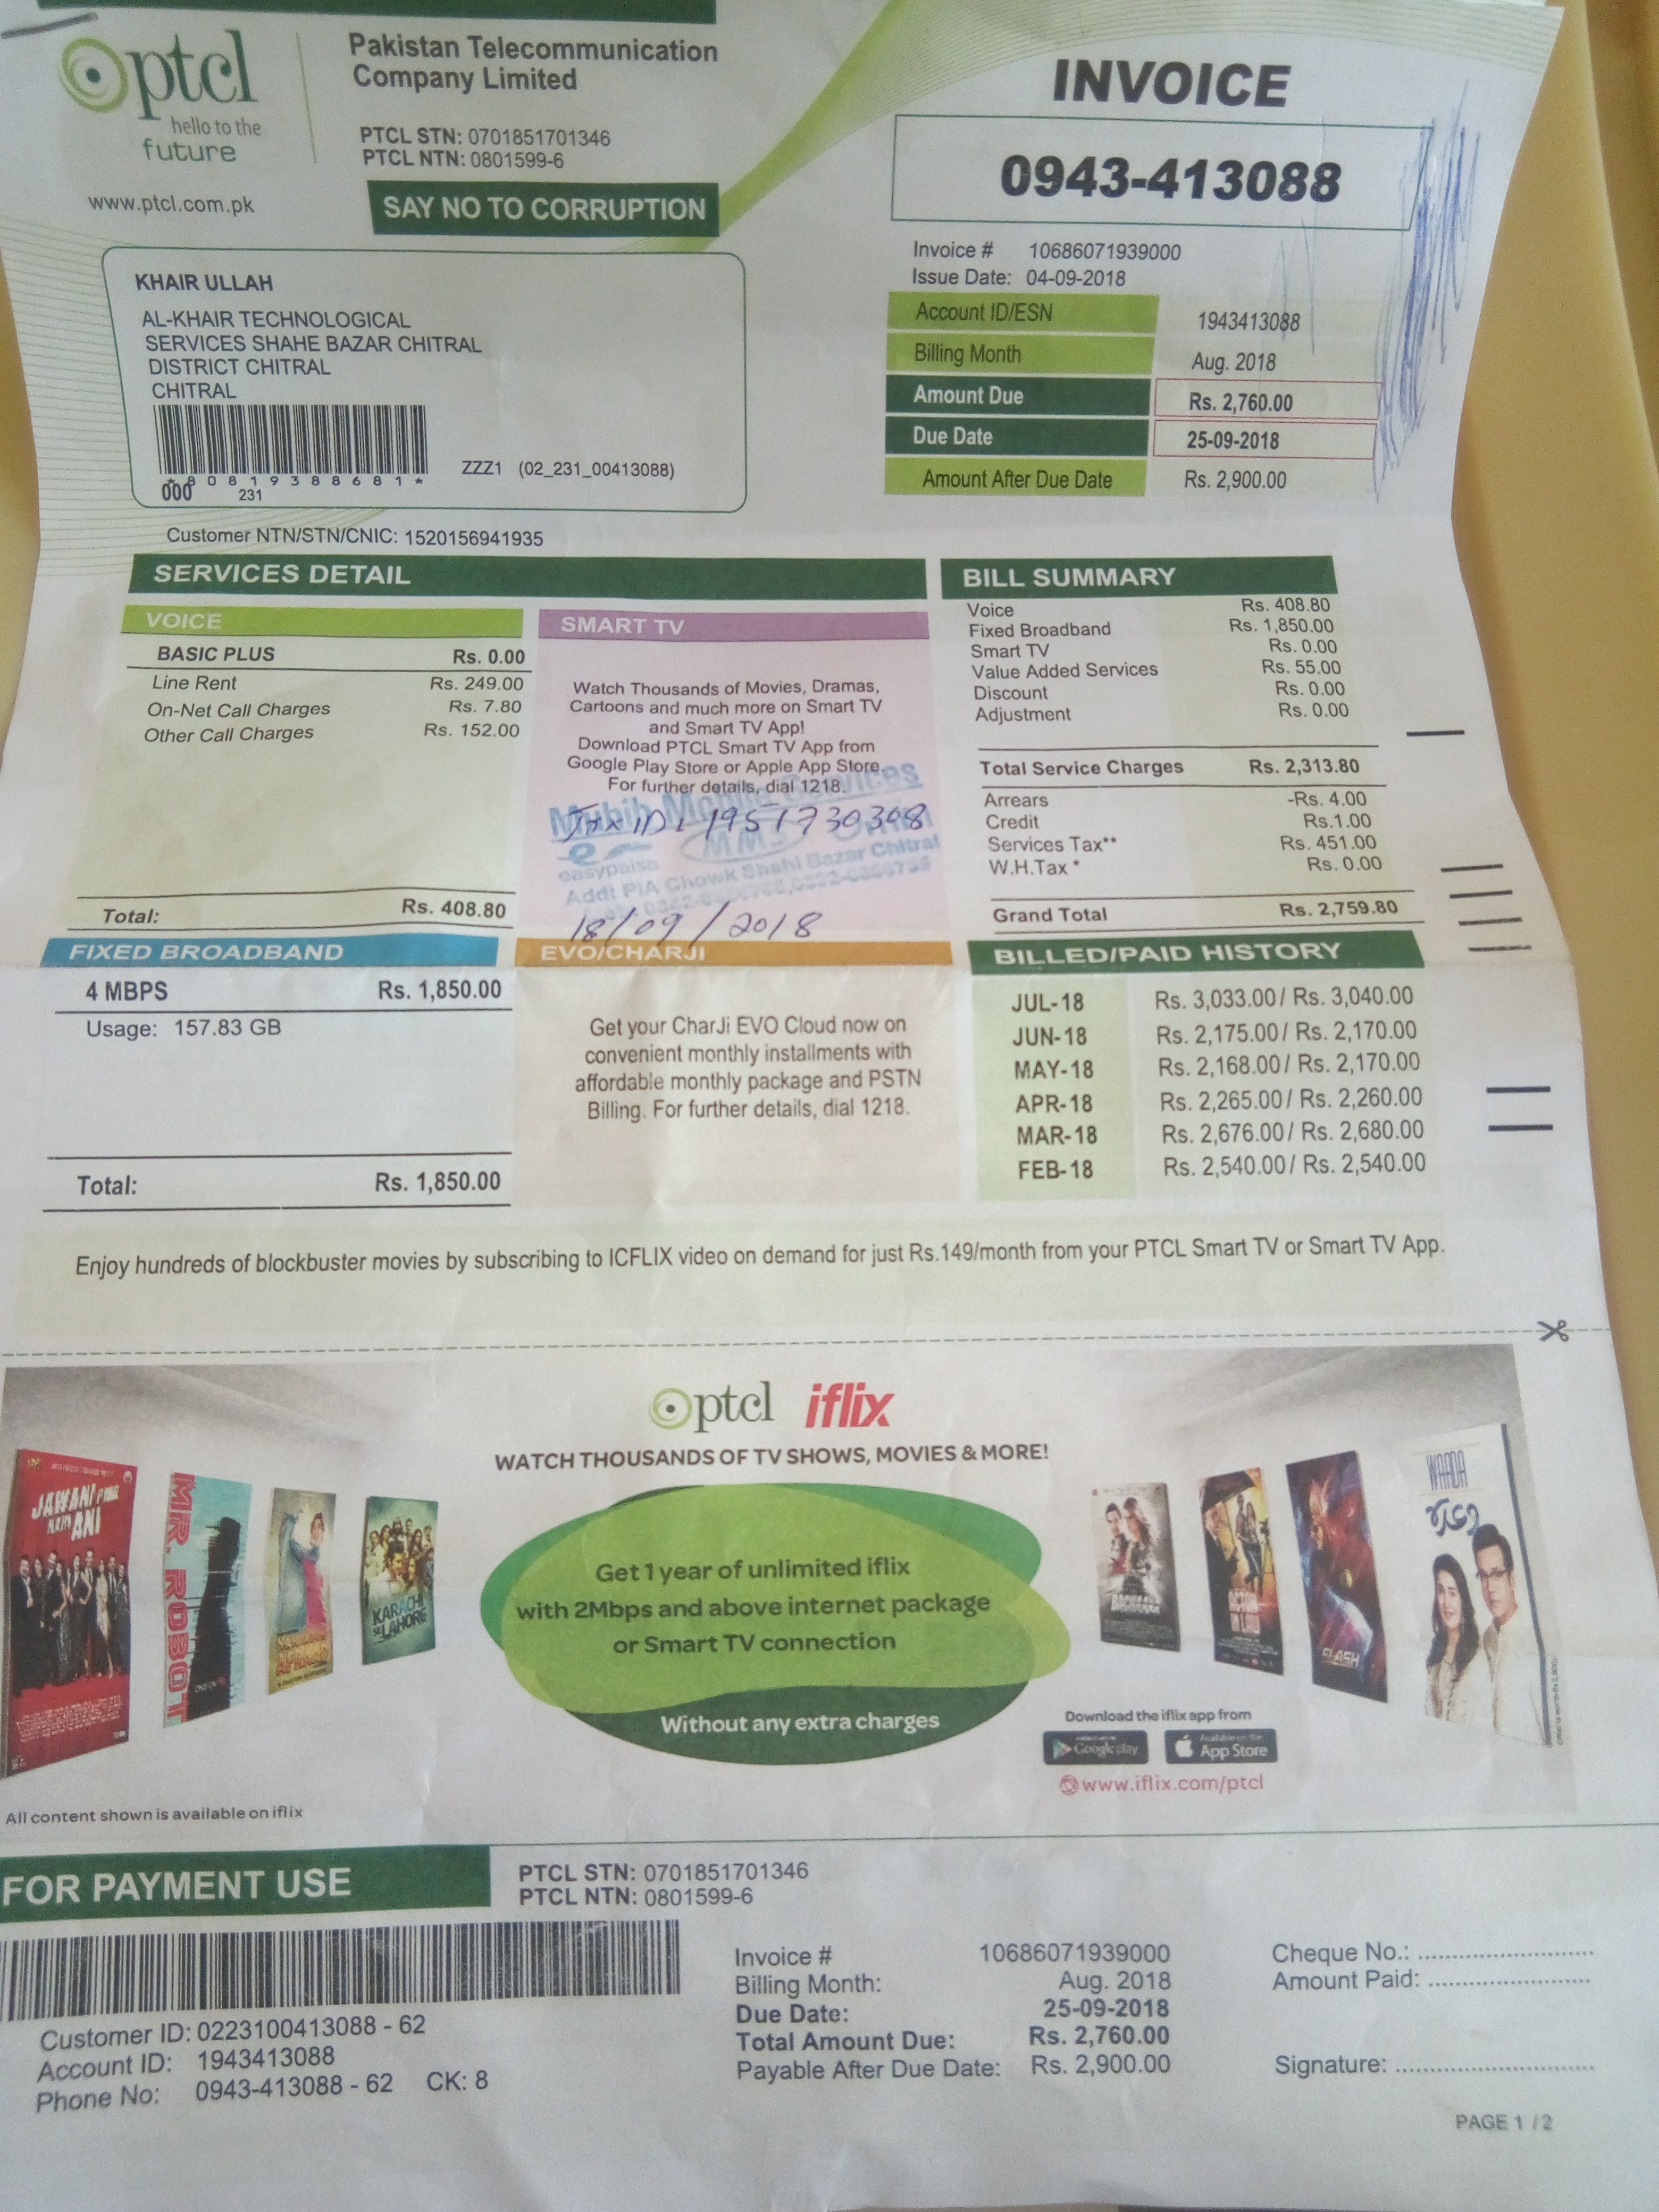 ptcl
hello to the
future
www.ptcl.com.pk
Pakistan Telecommunication
Company Limited
PTCL STN: 0701851701346
PTCL NTN: 0801599-6
SAY NO TO CORRUPTION
INVOICE
0943-413088
Invoice # 10686071939000
Issue Date: 04-09-2018
Account ID/ESN 1943413088
Billing Month Aug. 2018
Amount Due Rs. 2,760.00
Due Date 25-09-2018
Amount After Due Date Rs. 2,900.00
KHAIR ULLAH
AL-KHAIR TECHNOLOGICAL
SERVICES SHAHE BAZAR CHITRAL
DISTRICT CHITRAL
CHITRAL
*808193886 81*
000 231
ZZZ1 (02_231_00413088)
Customer NTN/STN/CNIC: 1520156941935
SERVICES DETAIL
VOICE
BASIC PLUS Rs. 0.00
Line Rent Rs. 249.00
On-Net Call Charges Rs. 7.80
Other Call Charges Rs. 152.00
Total: Rs. 408.80
SMART TV
Watch Thousands of Movies, Dramas,
Cartoons and much more on Smart TV
and Smart TV App!
Download PTCL Smart TV App from
Google Play Store or Apple App Store.
For further details, dial 1218.
Mobile Services
Trx ID: 1951730308
easypaisa
Addt PIA Chowk Shahi Bazar Chitral
18/09/2018
BILL SUMMARY
Voice Rs. 408.80
Fixed Broadband Rs. 1,850.00
Smart TV Rs. 0.00
Value Added Services Rs. 55.00
Discount Rs. 0.00
Adjustment Rs. 0.00
Total Service Charges Rs. 2,313.80
Arrears -Rs. 4.00
Credit Rs.1.00
Services Tax** Rs. 451.00
W.H.Tax * Rs. 0.00
Grand Total Rs. 2,759.80
FIXED BROADBAND
4 MBPS Rs. 1,850.00
Usage: 157.83 GB
Total: Rs. 1,850.00
EVO/CHARJI
Get your CharJi EVO Cloud now on
convenient monthly installments with
affordable monthly package and PSTN
Billing. For further details, dial 1218.
BILLED/PAID HISTORY
JUL-18 Rs. 3,033.00/ Rs. 3,040.00
JUN-18 Rs. 2,175.00/ Rs. 2,170.00
MAY-18 Rs. 2,168.00/ Rs. 2,170.00
APR-18 Rs. 2,265.00/ Rs. 2,260.00
MAR-18 Rs. 2,676.00/ Rs. 2,680.00
FEB-18 Rs. 2,540.00/ Rs. 2,540.00
Enjoy hundreds of blockbuster movies by subscribing to ICFLIX video on demand for just Rs.149/month from your PTCL Smart TV or Smart TV App.
ptcl iflix
WATCH THOUSANDS OF TV SHOWS, MOVIES & MORE!
MR. ROBOT
KARACHI
SE LAHORE
Get 1 year of unlimited iflix
with 2Mbps and above internet package
or Smart TV connection
Without any extra charges
WAADA
Download the iflix app from
Google play
Available on the
App Store
www.iflix.com/ptcl
All content shown is available on iflix
FOR PAYMENT USE
PTCL STN: 0701851701346
PTCL NTN: 0801599-6
Customer ID: 0223100413088 - 62
Account ID: 1943413088
Phone No: 0943-413088 - 62 CK: 8
Invoice # 10686071939000
Billing Month: Aug. 2018
Due Date: 25-09-2018
Total Amount Due: Rs. 2,760.00
Payable After Due Date: Rs. 2,900.00
Cheque No.:
Amount Paid:
Signature:
PAGE 1 / 2